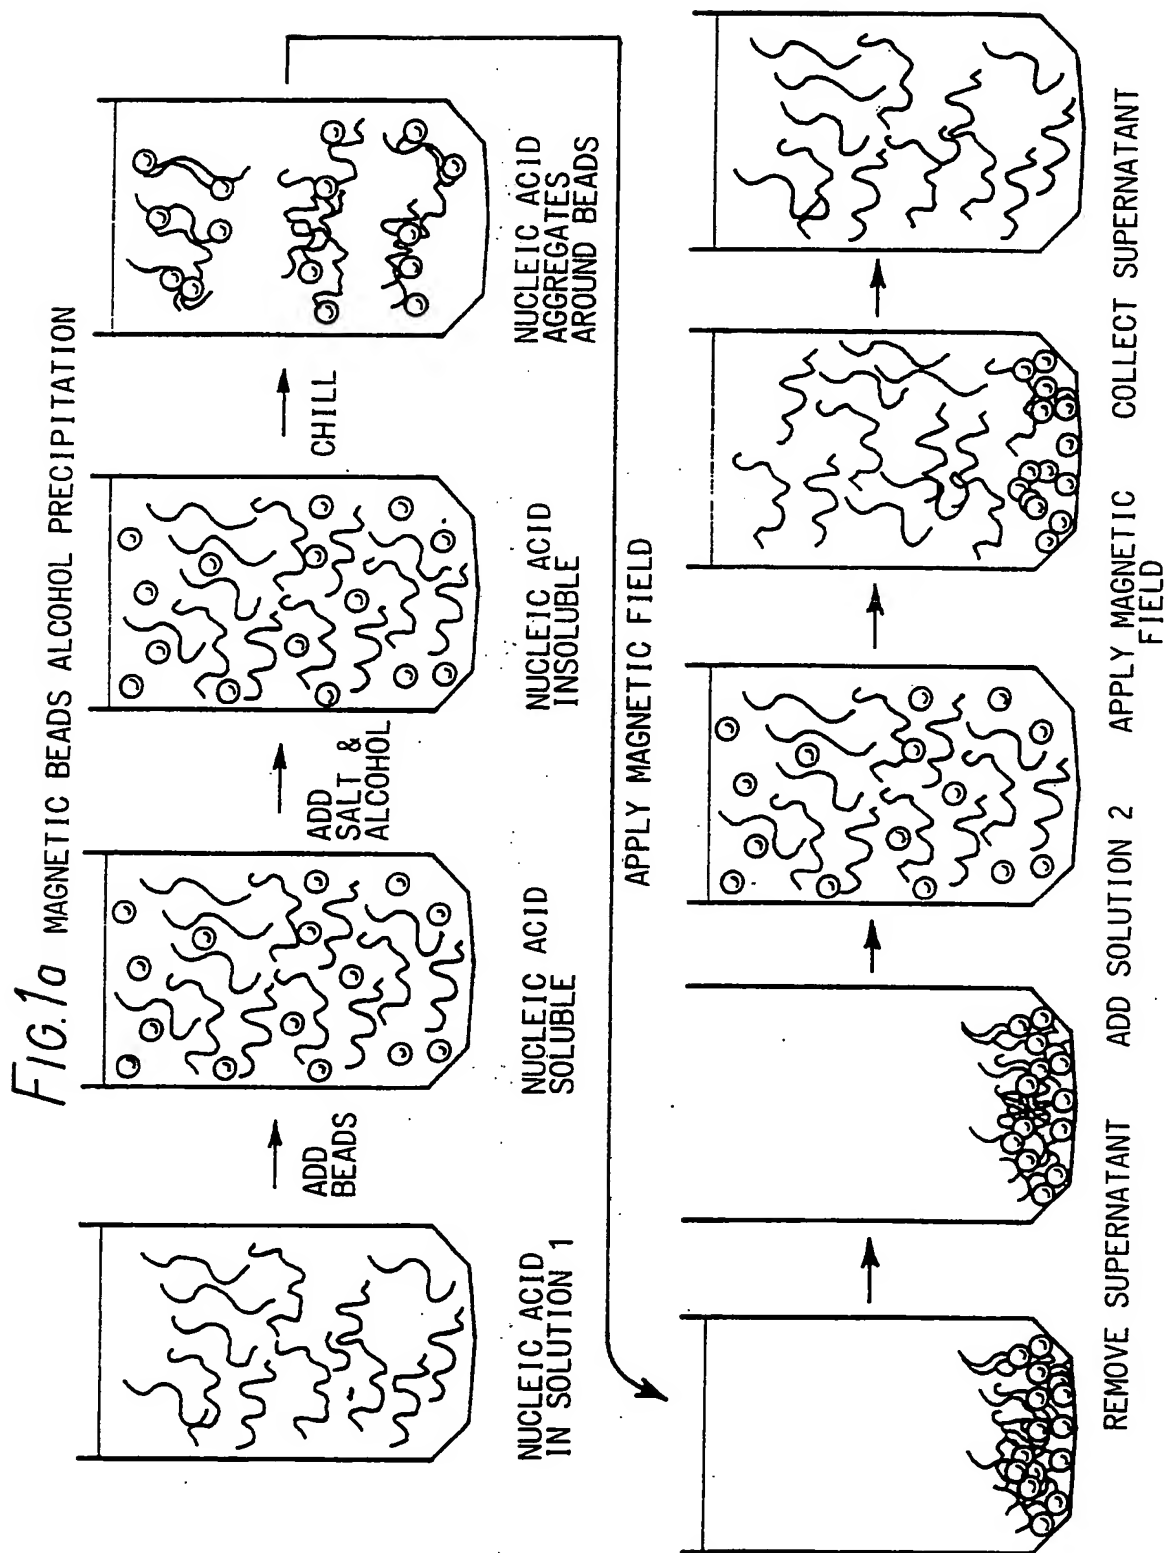 FIG.1a MAGNETIC BEADS ALCOHOL PRECIPITATION
ADD
BEADS
ADD
SALT &
ALCOHOL
CHILL
NUCLEIC ACID
IN SOLUTION 1
NUCLEIC ACID
SOLUBLE
NUCLEIC ACID
INSOLUBLE
NUCLEIC ACID
AGGREGATES
AROUND BEADS
APPLY MAGNETIC FIELD
REMOVE SUPERNATANT
ADD SOLUTION 2
APPLY MAGNETIC
FIELD
COLLECT SUPERNATANT